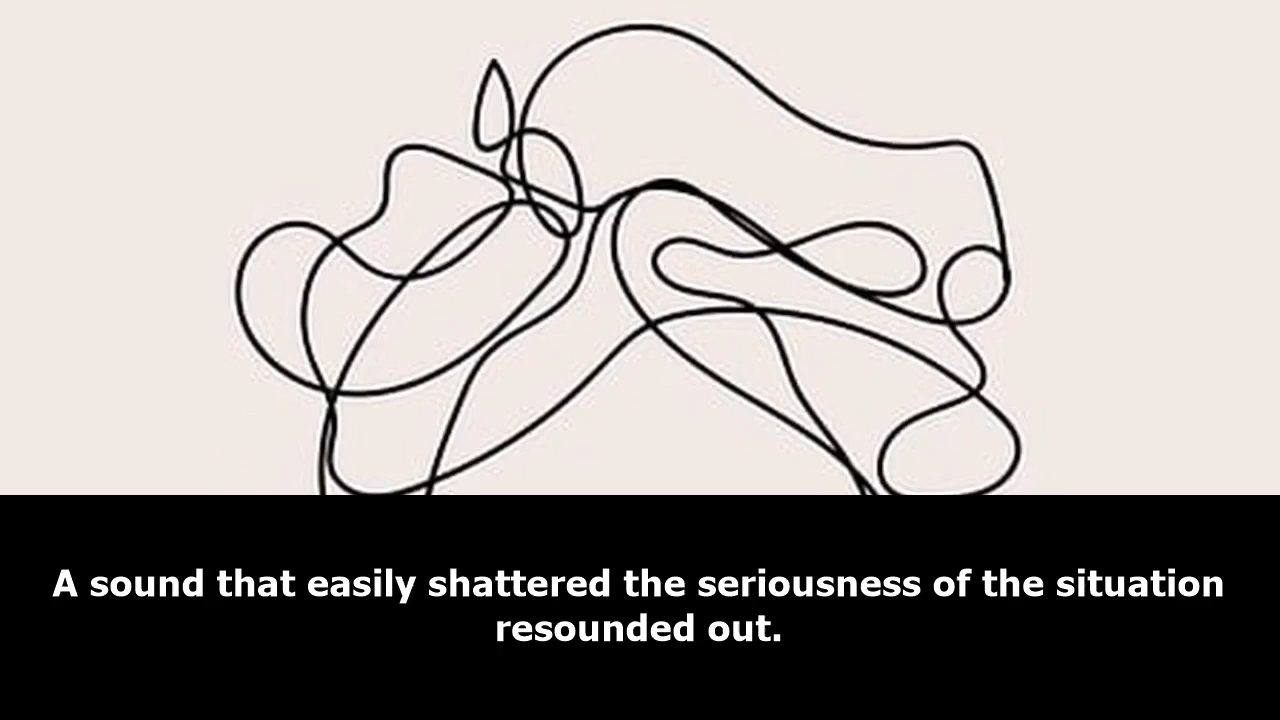 A sound that easily shattered the seriousness of the situation
resounded out.